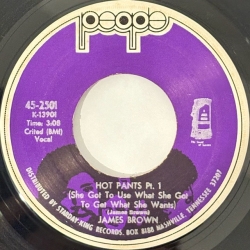 people
45-2501
K-13901
Time: 3:08
Crited (BMI)
Vocal
HOT PANTS Pt. 1
(She Got To Use What She Got
To Get What She Wants)
(James Brown)
JAMES BROWN
DISTRIBUTED BY STARDAY-KING RECORDS. BOX 8188 NASHVILLE, TENNESSEE 37207